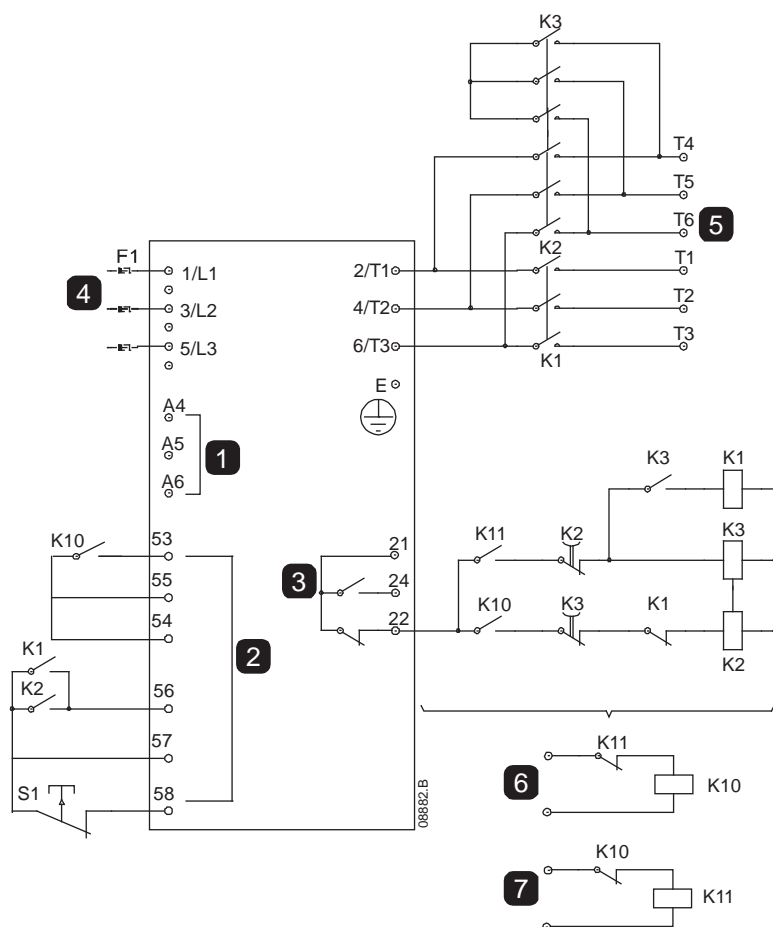 K3
T4
T5
T6
5
F1
1/L1
2/T1
K2
T1
4
3/L2
4/T2
T2
5/L3
6/T3
K1
T3
E
A4
A5
1
A6
K3
K1
K10
53
21
K11
K2
K3
3
24
55
K10
K3
K1
54
22
K1
2
K2
K2
56
57
K11
S1
58
6
K10
08882.B
K10
7
K11